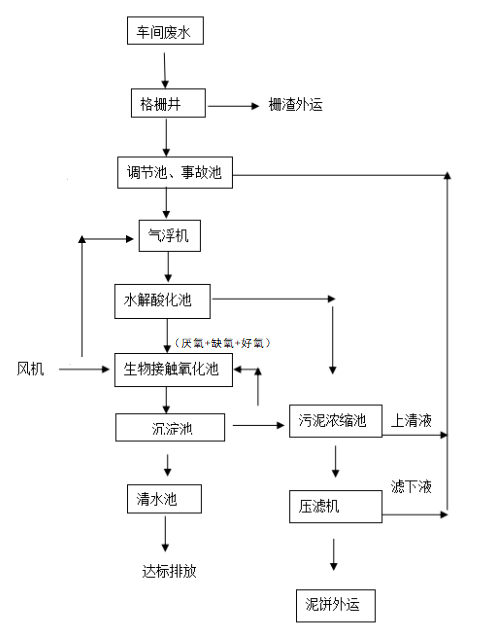 车间废水
格栅井
栅渣外运
调节池、事故池
气浮机
水解酸化池
（厌氧+缺氧+好氧）
风机
生物接触氧化池
沉淀池
污泥浓缩池
上清液
清水池
压滤机
滤下液
达标排放
泥饼外运